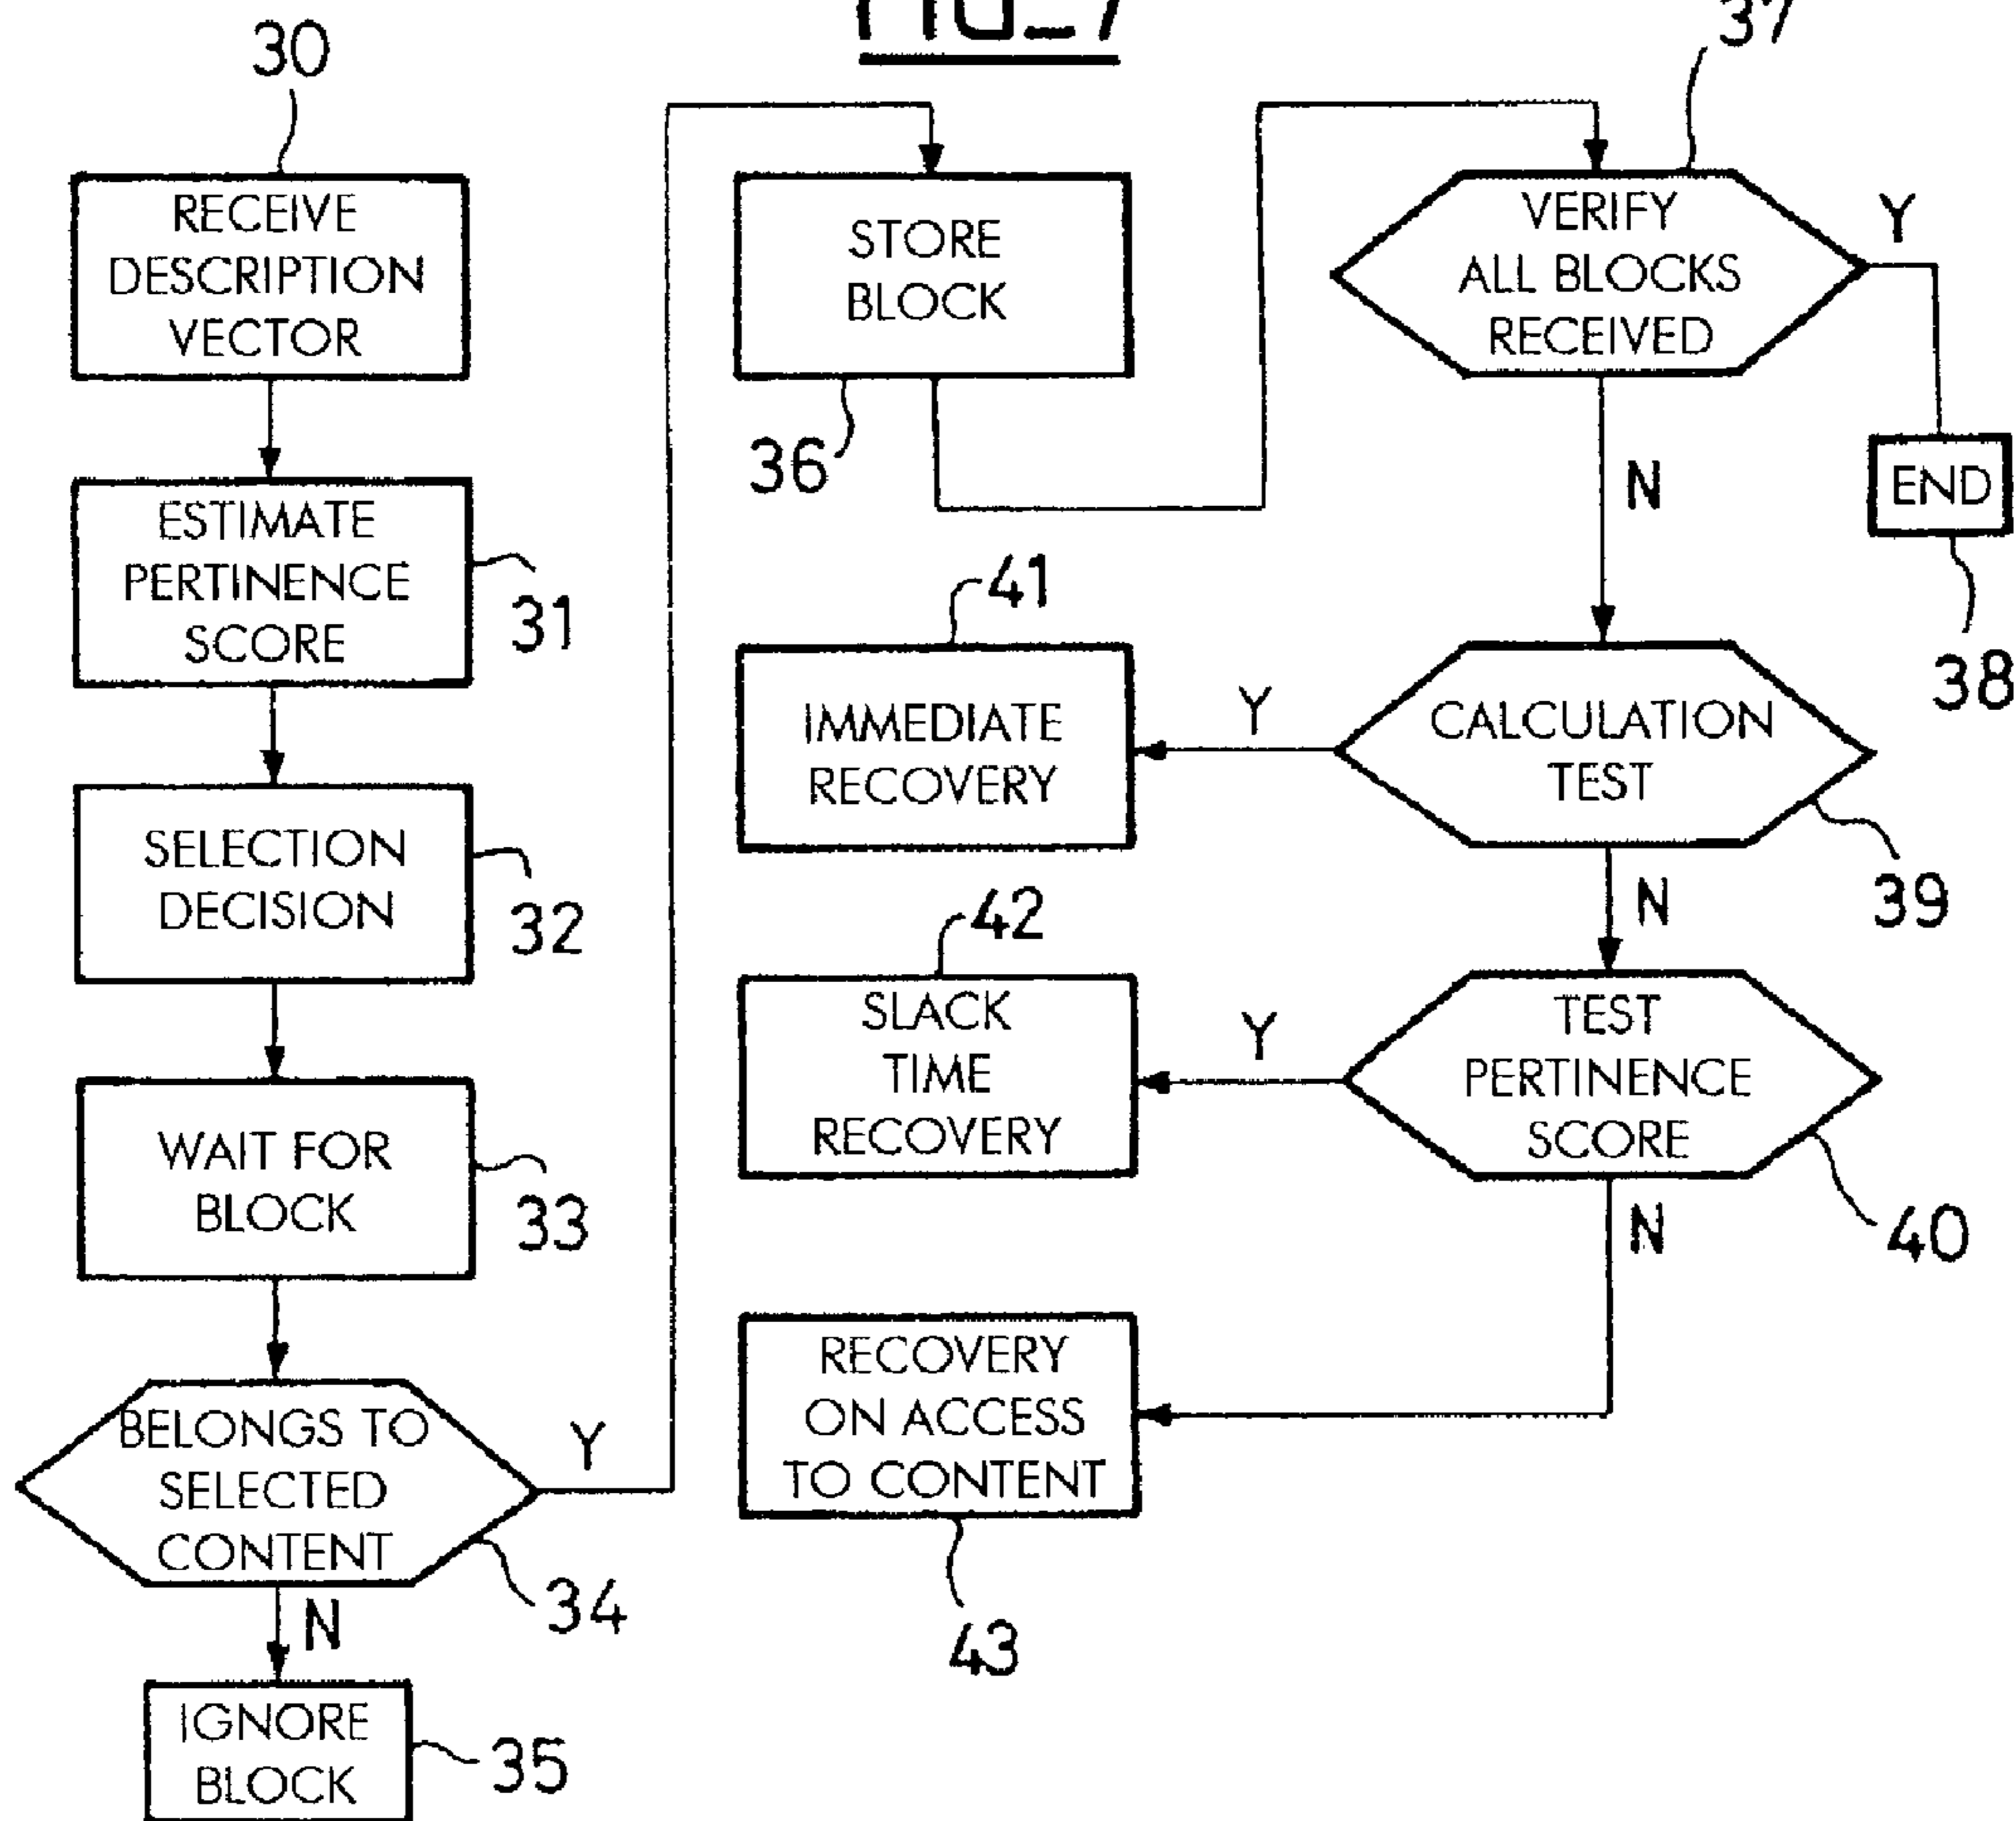 FIG_7
30
RECEIVE
DESCRIPTION
VECTOR
ESTIMATE
PERTINENCE
SCORE
31
SELECTION
DECISION
32
WAIT FOR
BLOCK
33
BELONGS TO
SELECTED
CONTENT
Y
34
N
IGNORE
BLOCK
35
STORE
BLOCK
36
37
VERIFY
ALL BLOCKS
RECEIVED
Y
END
38
N
CALCULATION
TEST
39
Y
41
IMMEDIATE
RECOVERY
N
TEST
PERTINENCE
SCORE
40
Y
42
SLACK
TIME
RECOVERY
N
RECOVERY
ON ACCESS
TO CONTENT
43